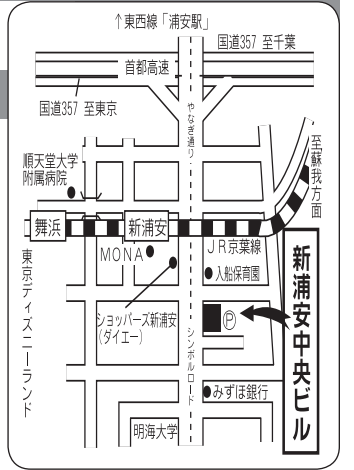 ↑東西線「浦安駅」
国道357 至千葉
首都高速
国道357 至東京
やなぎ通り
至蘇我方面
順天堂大学
附属病院
舞浜
新浦安
JR京葉線
MONA
入船保育園
東京ディズニーランド
ショッパーズ新浦安
(ダイエー)
シンボルロード
P
新浦安中央ビル
みずほ銀行
明海大学